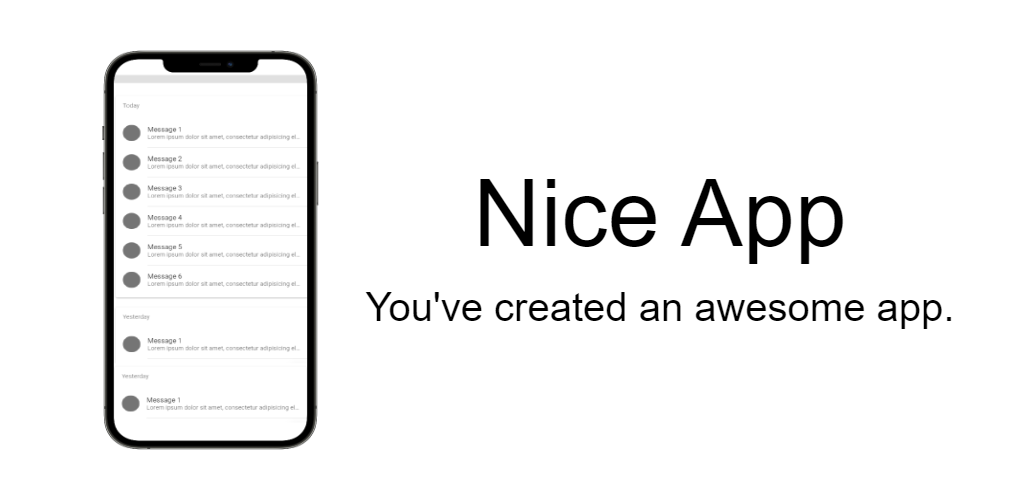 Today
Message 1
Lorem ipsum dolor sit amet, consectetur adipisicing el...
Message 2
Lorem ipsum dolor sit amet, consectetur adipisicing el...
Message 3
Lorem ipsum dolor sit amet, consectetur adipisicing el...
Message 4
Lorem ipsum dolor sit amet, consectetur adipisicing el...
Message 5
Lorem ipsum dolor sit amet, consectetur adipisicing el...
Message 6
Lorem ipsum dolor sit amet, consectetur adipisicing el...
Yesterday
Message 1
Lorem ipsum dolor sit amet, consectetur adipisicing el...
Yesterday
Message 1
Lorem ipsum dolor sit amet, consectetur adipisicing el...
Nice App
You've created an awesome app.